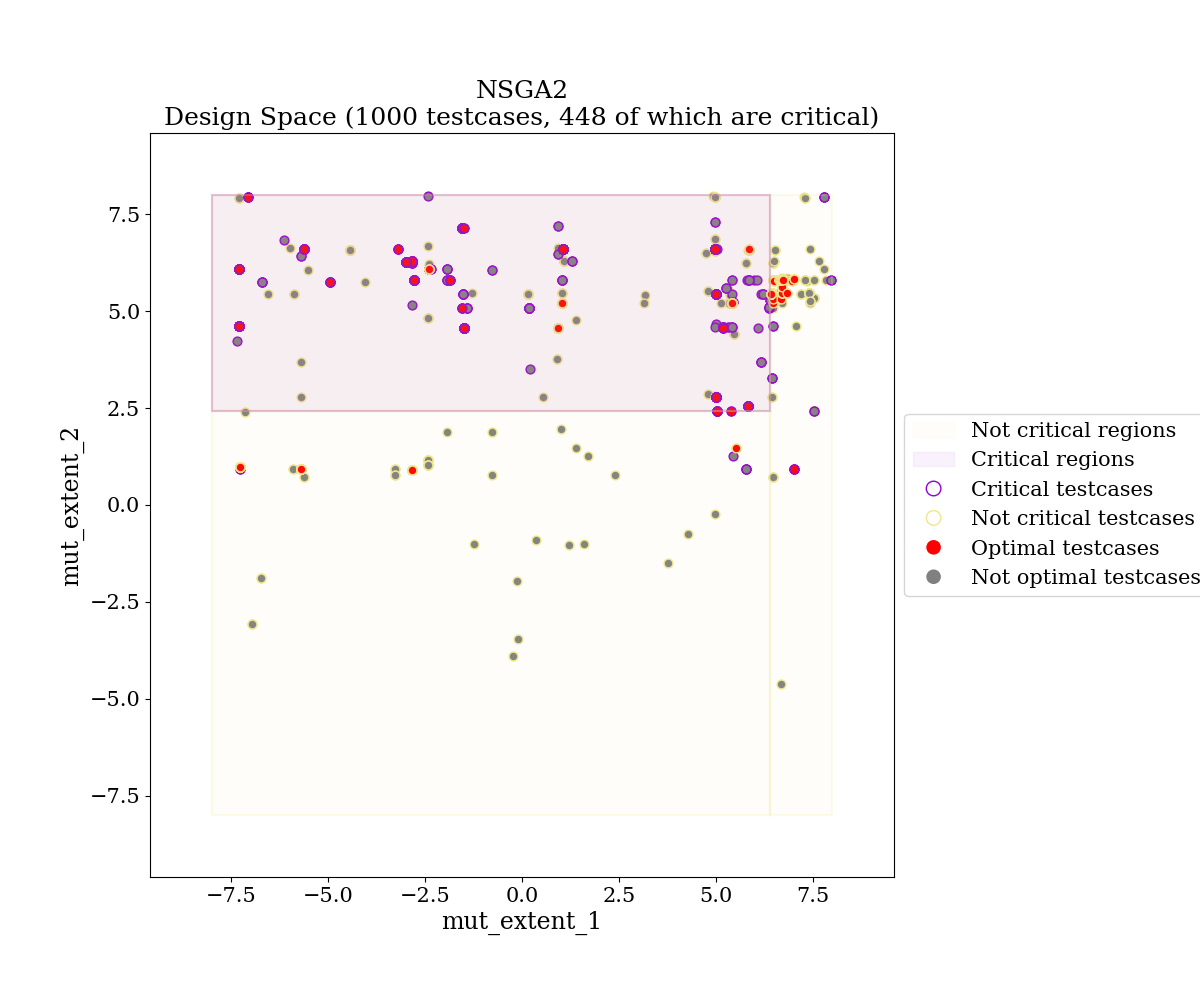 NSGA2
Design Space (1000 testcases, 448 of which are critical)
7.5
5.0
2.5
0.0
−2.5
−5.0
−7.5
mut_extent_2
−7.5
−5.0
−2.5
0.0
2.5
5.0
7.5
mut_extent_1
Not critical regions
Critical regions
Critical testcases
Not critical testcases
Optimal testcases
Not optimal testcases